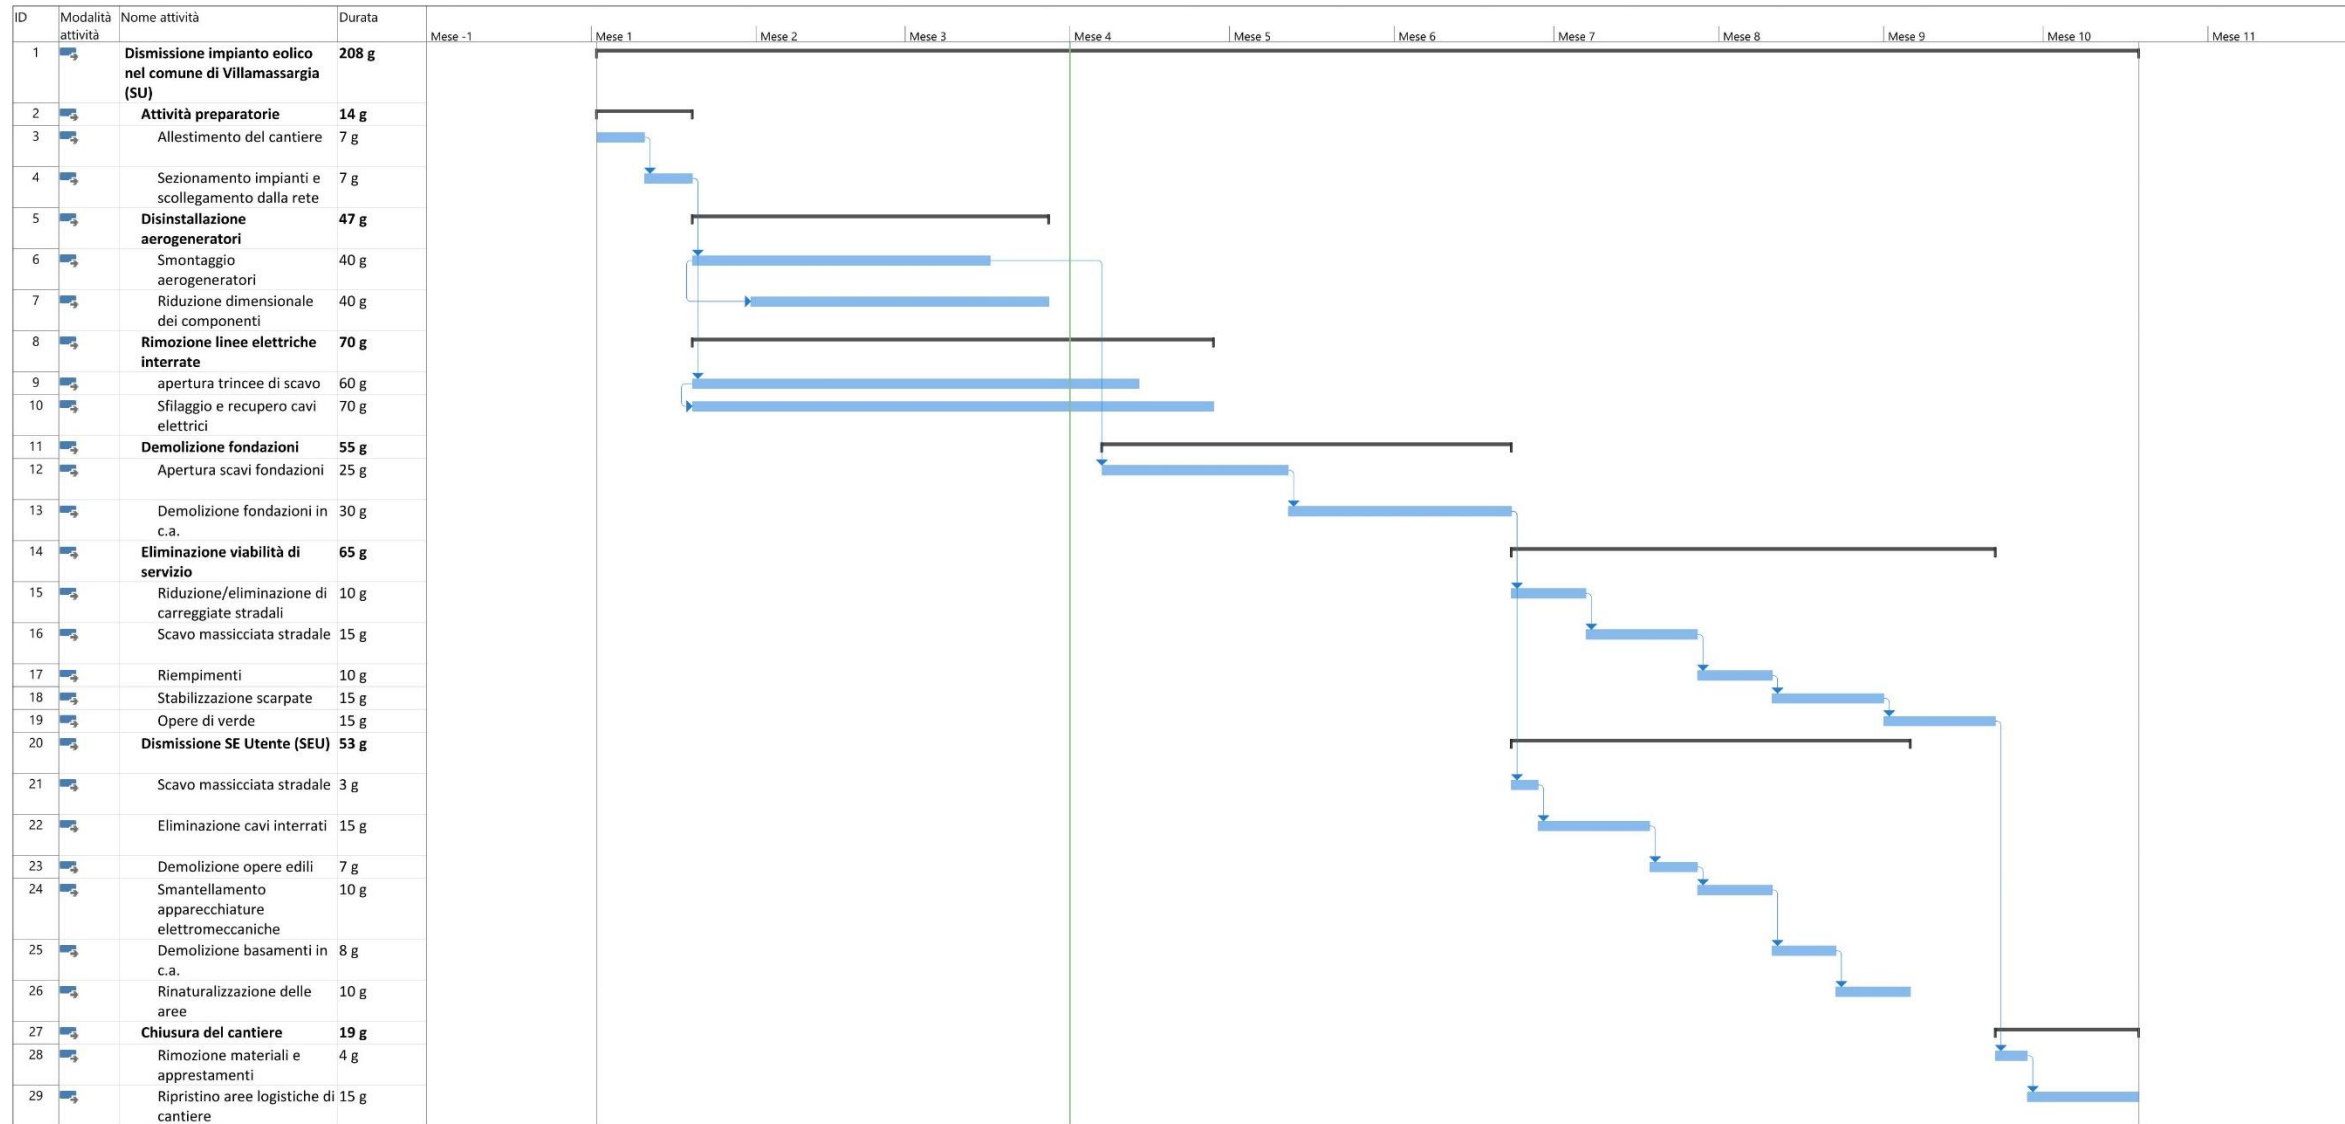 ID Modalità attività Nome attività Durata Mese -1 Mese 1 Mese 2 Mese 3 Mese 4 Mese 5 Mese 6 Mese 7 Mese 8 Mese 9 Mese 10 Mese 11
1 Dismissione impianto eolico 208 g
nel comune di Villamassargia
(SU)
2 Attività preparatorie 14 g
3 Allestimento del cantiere 7 g
4 Sezionamento impianti e 7 g
scollegamento dalla rete
5 Disinstallazione 47 g
aerogeneratori
6 Smontaggio 40 g
aerogeneratori
7 Riduzione dimensionale 40 g
dei componenti
8 Rimozione linee elettriche 70 g
interrate
9 apertura trincee di scavo 60 g
10 Sfilaggio e recupero cavi 70 g
elettrici
11 Demolizione fondazioni 55 g
12 Apertura scavi fondazioni 25 g
13 Demolizione fondazioni in 30 g
c.a.
14 Eliminazione viabilità di 65 g
servizio
15 Riduzione/eliminazione di 10 g
carreggiate stradali
16 Scavo massicciata stradale 15 g
17 Riempimenti 10 g
18 Stabilizzazione scarpate 15 g
19 Opere di verde 15 g
20 Dismissione SE Utente (SEU) 53 g
21 Scavo massicciata stradale 3 g
22 Eliminazione cavi interrati 15 g
23 Demolizione opere edili 7 g
24 Smantellamento 10 g
apparecchiature
elettromeccaniche
25 Demolizione basamenti in 8 g
c.a.
26 Rinaturalizzazione delle 10 g
aree
27 Chiusura del cantiere 19 g
28 Rimozione materiali e 4 g
apprestamenti
29 Ripristino aree logistiche di 15 g
cantiere